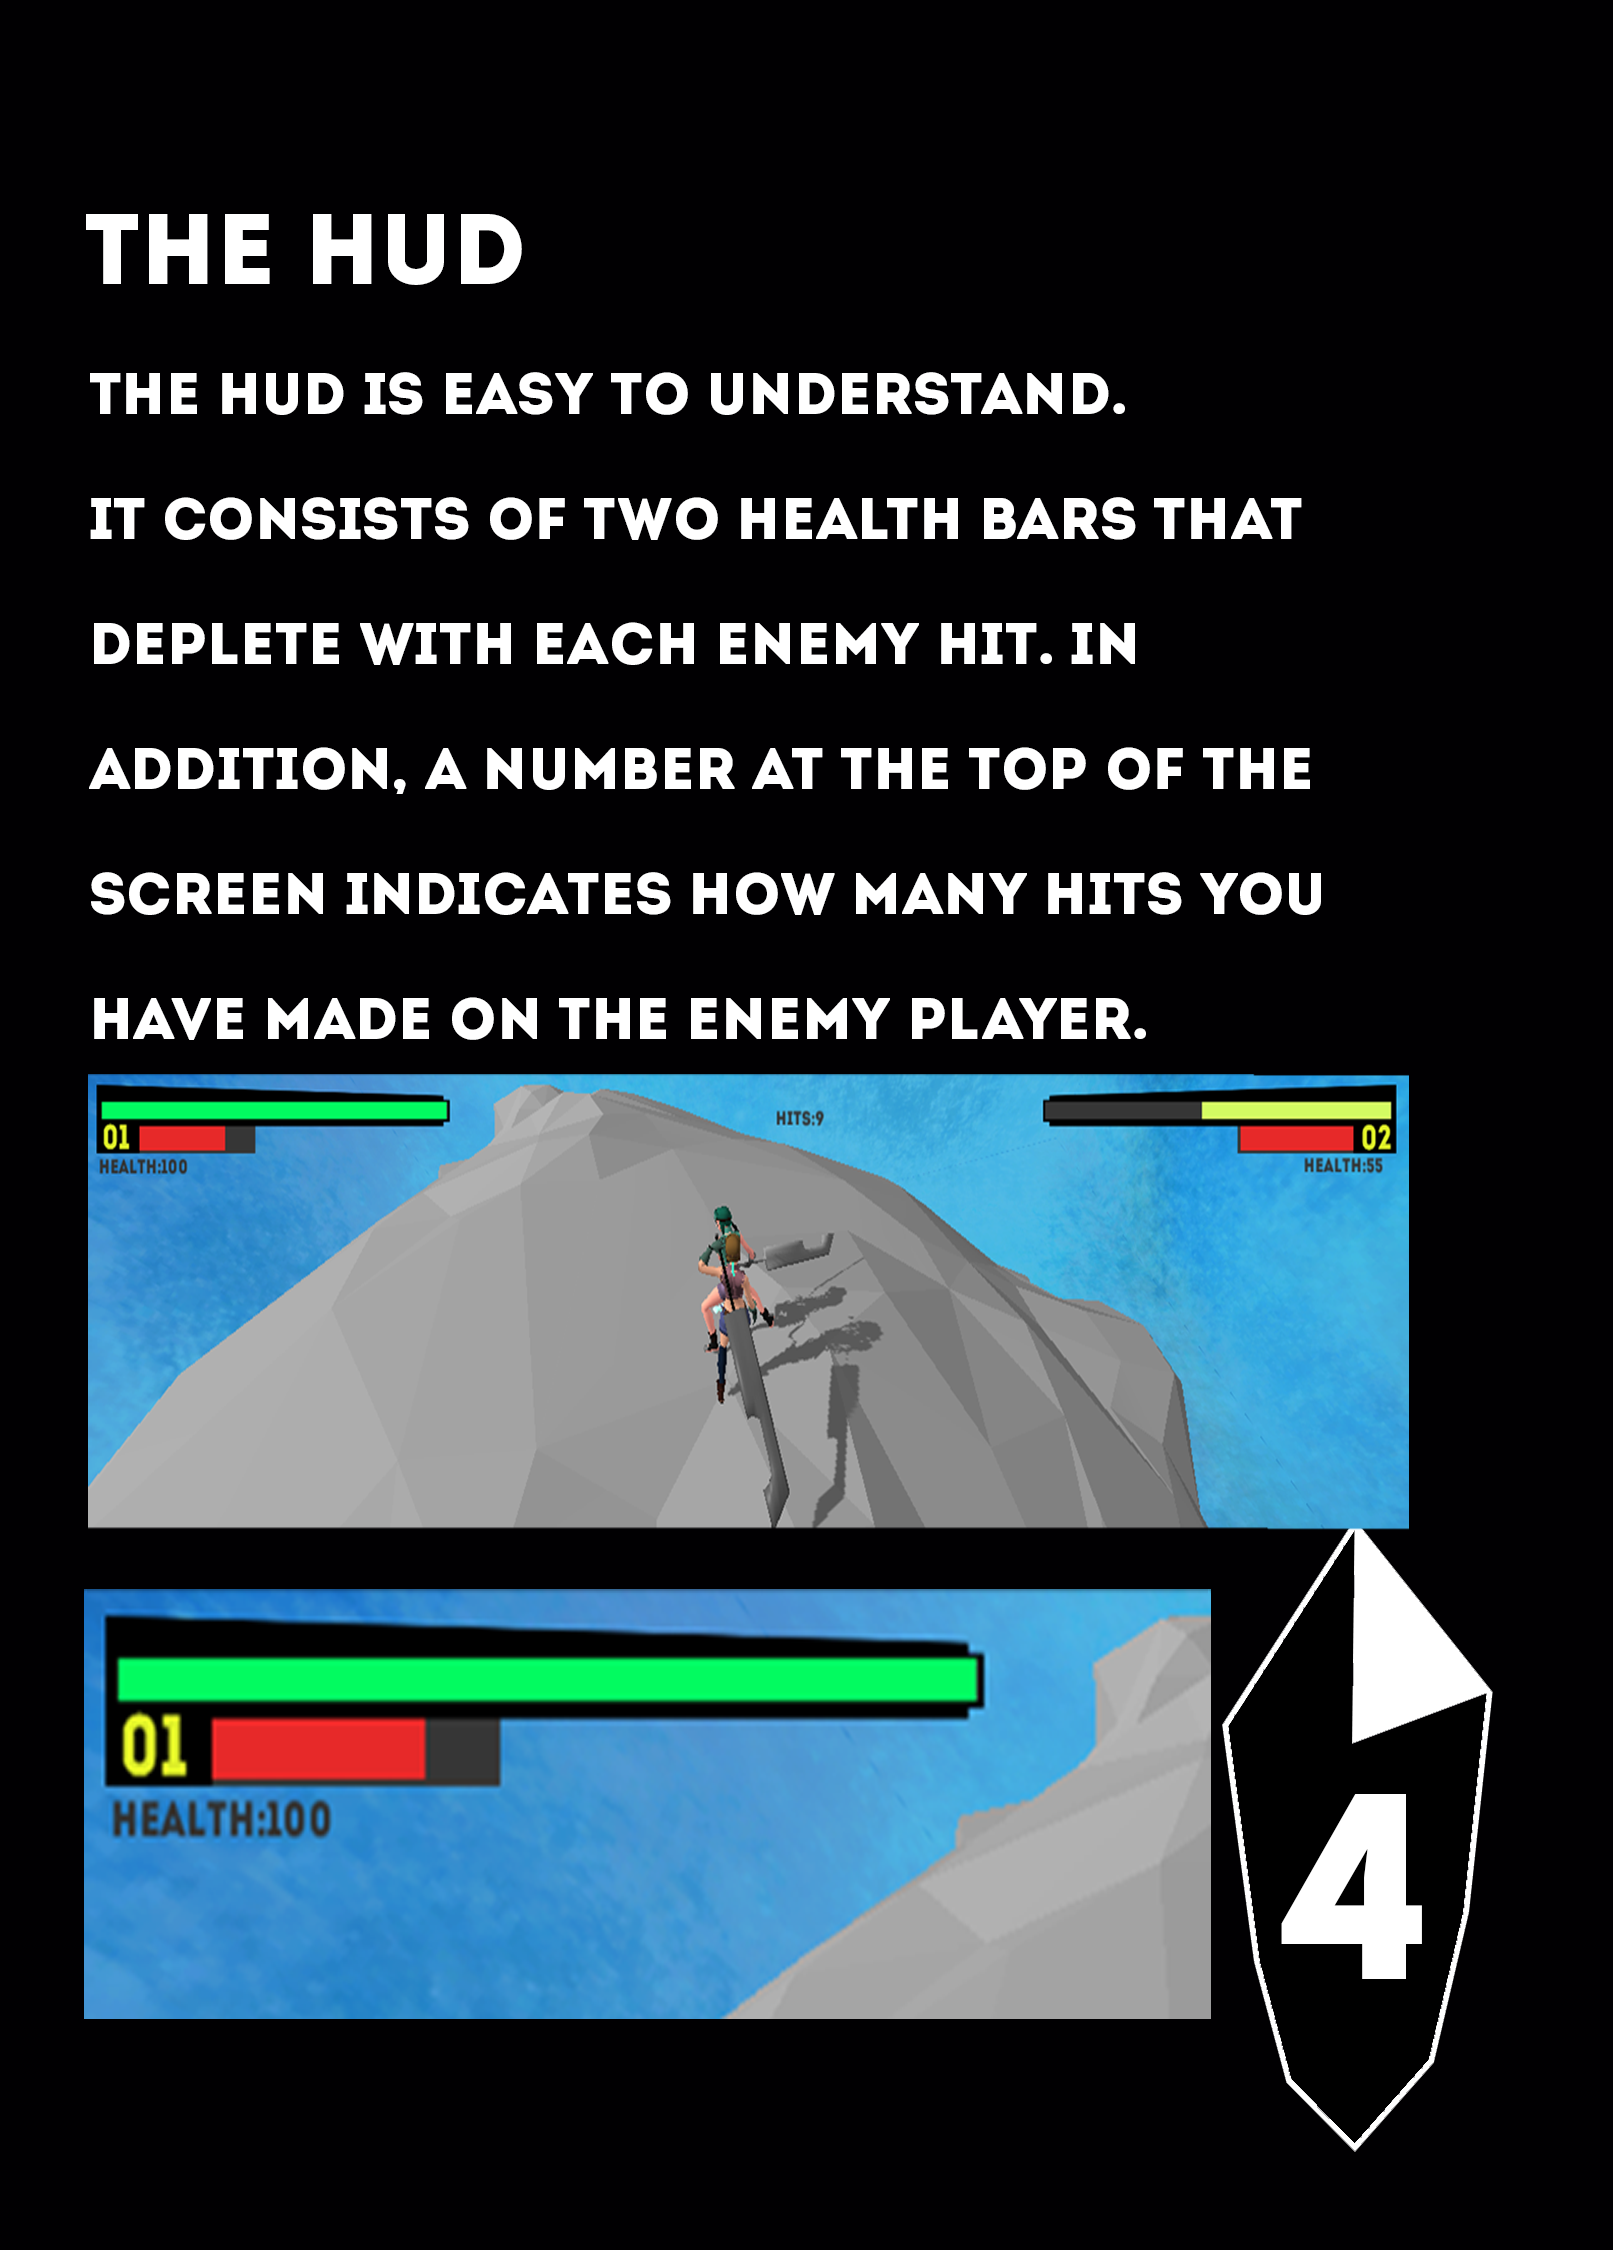 THE HUD
THE HUD IS EASY TO UNDERSTAND.
IT CONSISTS OF TWO HEALTH BARS THAT
DEPLETE WITH EACH ENEMY HIT. IN
ADDITION, A NUMBER AT THE TOP OF THE
SCREEN INDICATES HOW MANY HITS YOU
HAVE MADE ON THE ENEMY PLAYER.
HITS:9
01
02
HEALTH:100
HEALTH:55
01
HEALTH:100
4